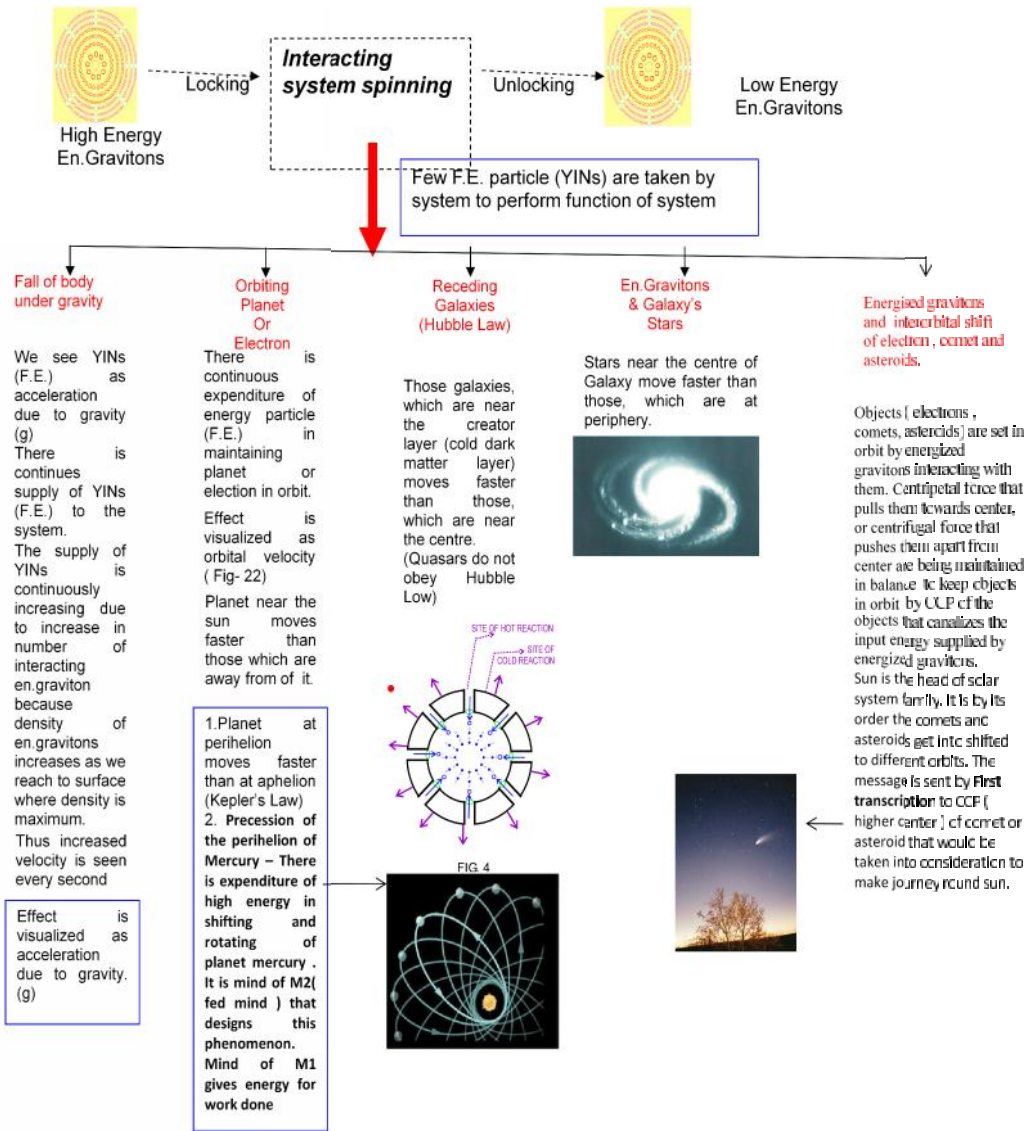 Locking
Interacting
system spinning
Unlocking
High Energy
En.Gravitons
Low Energy
En.Gravitons
Few F.E. particle (YINs) are taken by
system to perform function of system
Fall of body
under gravity
We see YINs
(F.E.) as
acceleration
due to gravity
(g)
There is
continues
supply of YINs
(F.E.) to the
system.
The supply of
YINs is
continuously
increasing due
to increase in
number of
interacting
en.graviton
because
density of
en.gravitons
increases as we
reach to surface
where density is
maximum.
Thus increased
velocity is seen
every second
Effect is
visualized as
acceleration
due to gravity.
(g)
Orbiting
Planet
Or
Electron
There is
continuous
expenditure of
energy particle
(F.E.) in
maintaining
planet or
election in orbit.
Effect is
visualized as
orbital velocity
( Fig- 22)
Planet near the
sun moves
faster than
those which are
away from of it.
1.Planet at
perihelion
moves faster
than at aphelion
(Kepler's Law)
2. Precession of
the perihelion of
Mercury – There
is expenditure of
high energy in
shifting and
rotating of
planet mercury .
It is mind of M2(
fed mind ) that
designs this
phenomenon.
Mind of M1
gives energy for
work done
Receding
Galaxies
(Hubble Law)
Those galaxies,
which are near
the creator
layer (cold dark
matter layer)
moves faster
than those,
which are near
the centre.
(Quasars do not
obey Hubble
Low)
SITE OF HOT REACTION
SITE OF
COLD REACTION
FIG. 4
En.Gravitons
& Galaxy's
Stars
Stars near the centre of
Galaxy move faster than
those, which are at
periphery.
Energised gravitons
and interorbital shift
of electron , comet and
asteroids.
Objects ( electrons ,
comets, asteroids) are set in
orbit by energized
gravitons interacting with
them. Centripetal force that
pulls them towards center,
or centrifugal force that
pushes them apart from
center are being maintained
in balance to keep objects
in orbit by CCP of the
objects that canalizes the
input energy supplied by
energized gravitons.
Sun is the head of solar
system family. It is by its
order the comets and
asteroids get into shifted
to different orbits. The
message is sent by First
transcription to CCP (
higher center ) of comet or
asteroid that would be
taken into consideration to
make journey round sun.